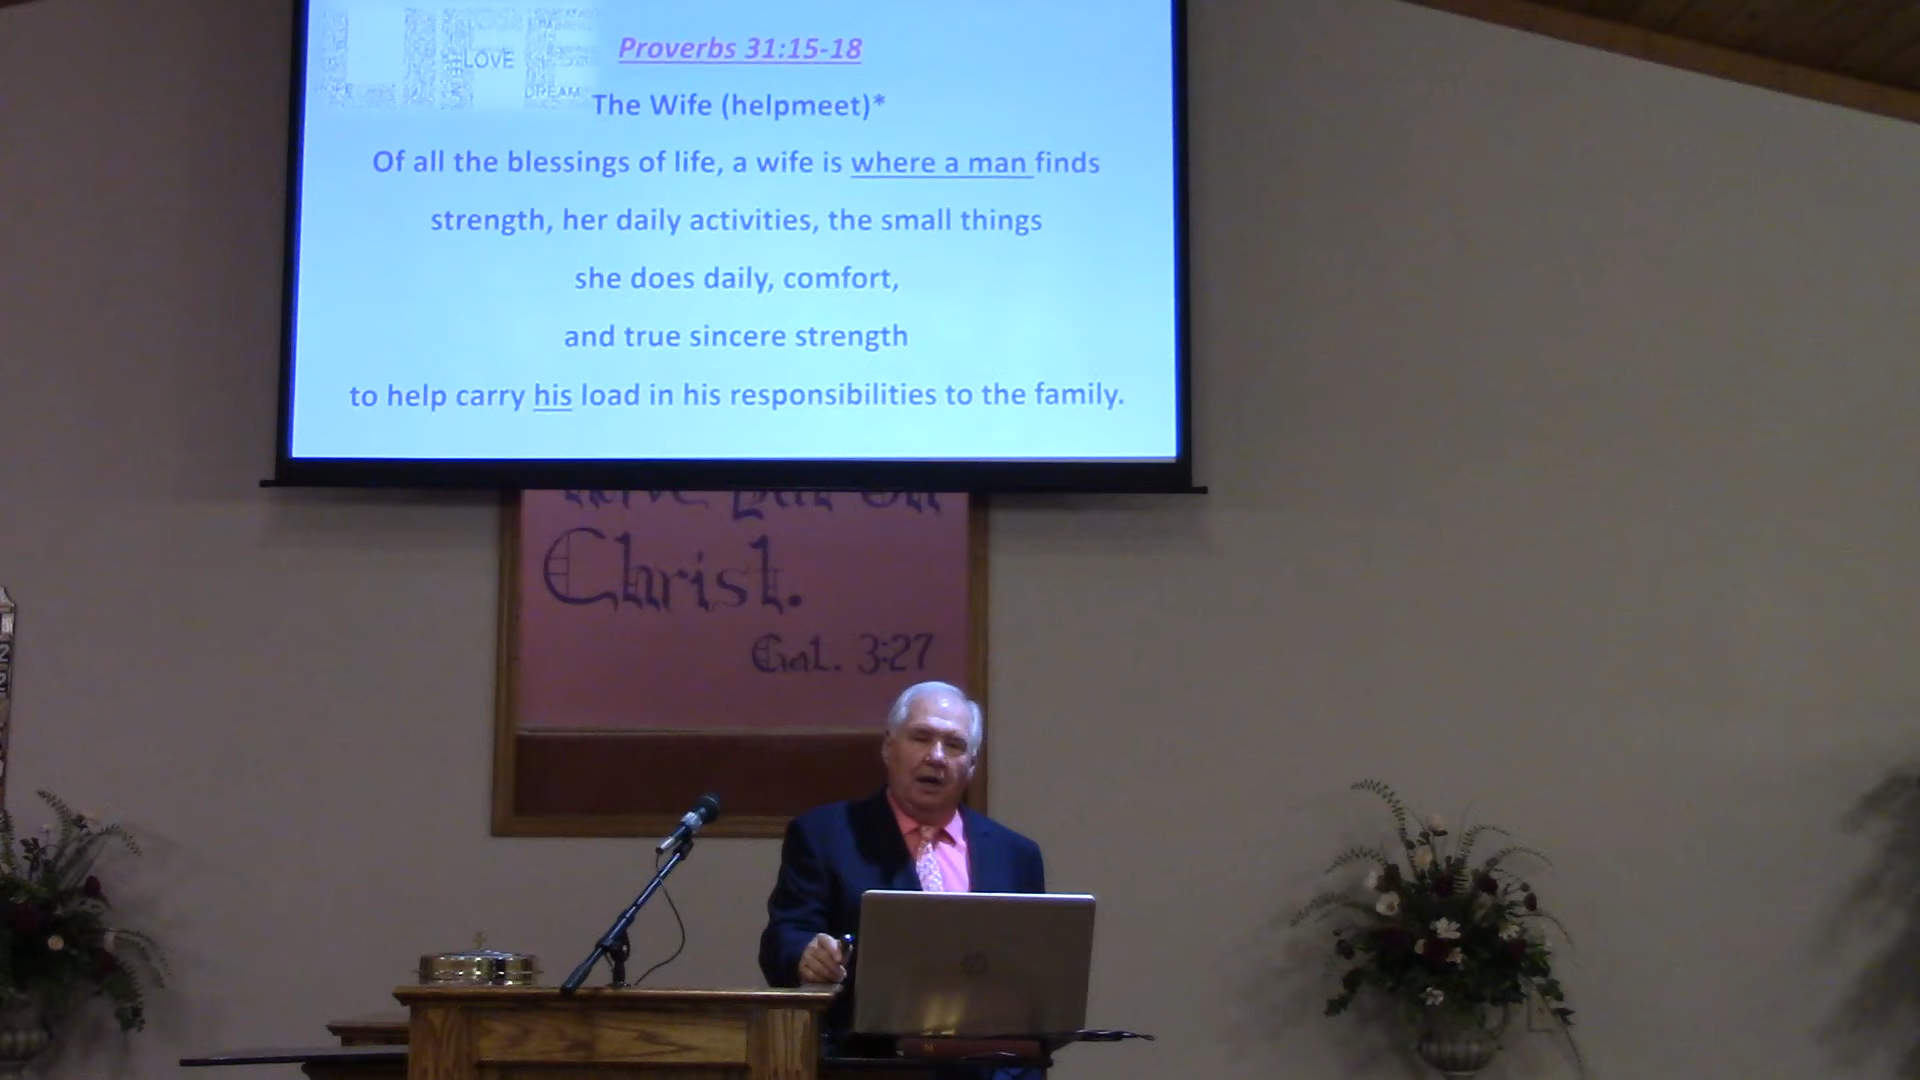 LOVE
DREAM
Proverbs 31:15-18
The Wife (helpmeet)*
Of all the blessings of life, a wife is where a man finds
strength, her daily activities, the small things
she does daily, comfort,
and true sincere strength
to help carry his load in his responsibilities to the family.
Christ.
Gal. 3:27
hp